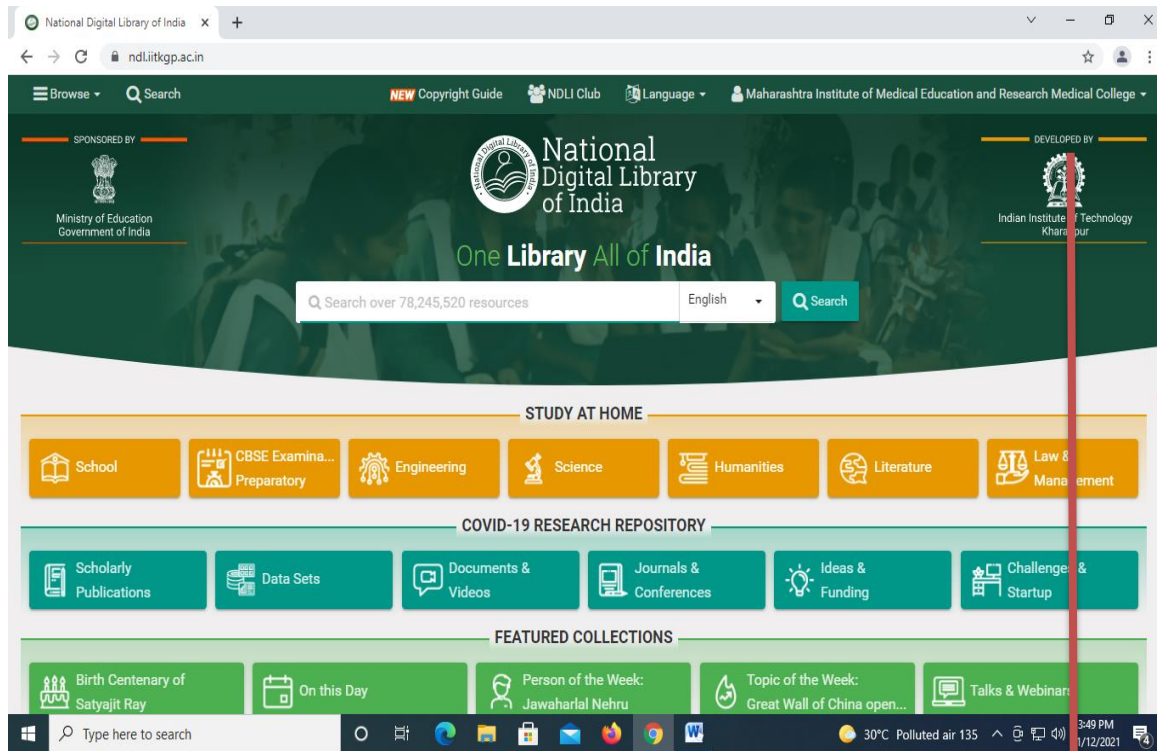 National Digital Library of India
ndl.iitkgp.ac.in
Browse Search NEW Copyright Guide NDLI Club Language Maharashtra Institute of Medical Education and Research Medical College
SPONSORED BY
Ministry of Education
Government of India
National
Digital Library
of India
DEVELOPED BY
Indian Institute of Technology
Kharagpur
One Library All of India
Search over 78,245,520 resources English Search
STUDY AT HOME
School
CBSE Examina...
Preparatory
Engineering
Science
Humanities
Literature
Law &
Management
COVID-19 RESEARCH REPOSITORY
Scholarly
Publications
Data Sets
Documents &
Videos
Journals &
Conferences
Ideas &
Funding
Challenges &
Startup
FEATURED COLLECTIONS
Birth Centenary of
Satyajit Ray
On this Day
Person of the Week:
Jawaharlal Nehru
Topic of the Week:
Great Wall of China open...
Talks & Webinars
Type here to search
30°C Polluted air 135
3:49 PM
1/12/2021
4